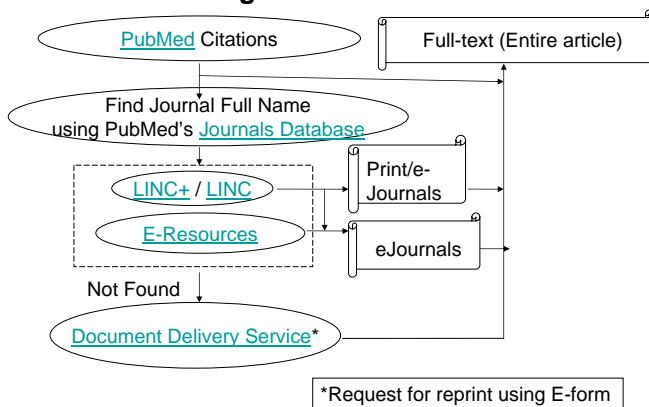 PubMed Citations
Full-text (Entire article)
Find Journal Full Name
using PubMed's Journals Database
LINC+ / LINC
Print/e-
Journals
E-Resources
eJournals
Not Found
Document Delivery Service*
*Request for reprint using E-form